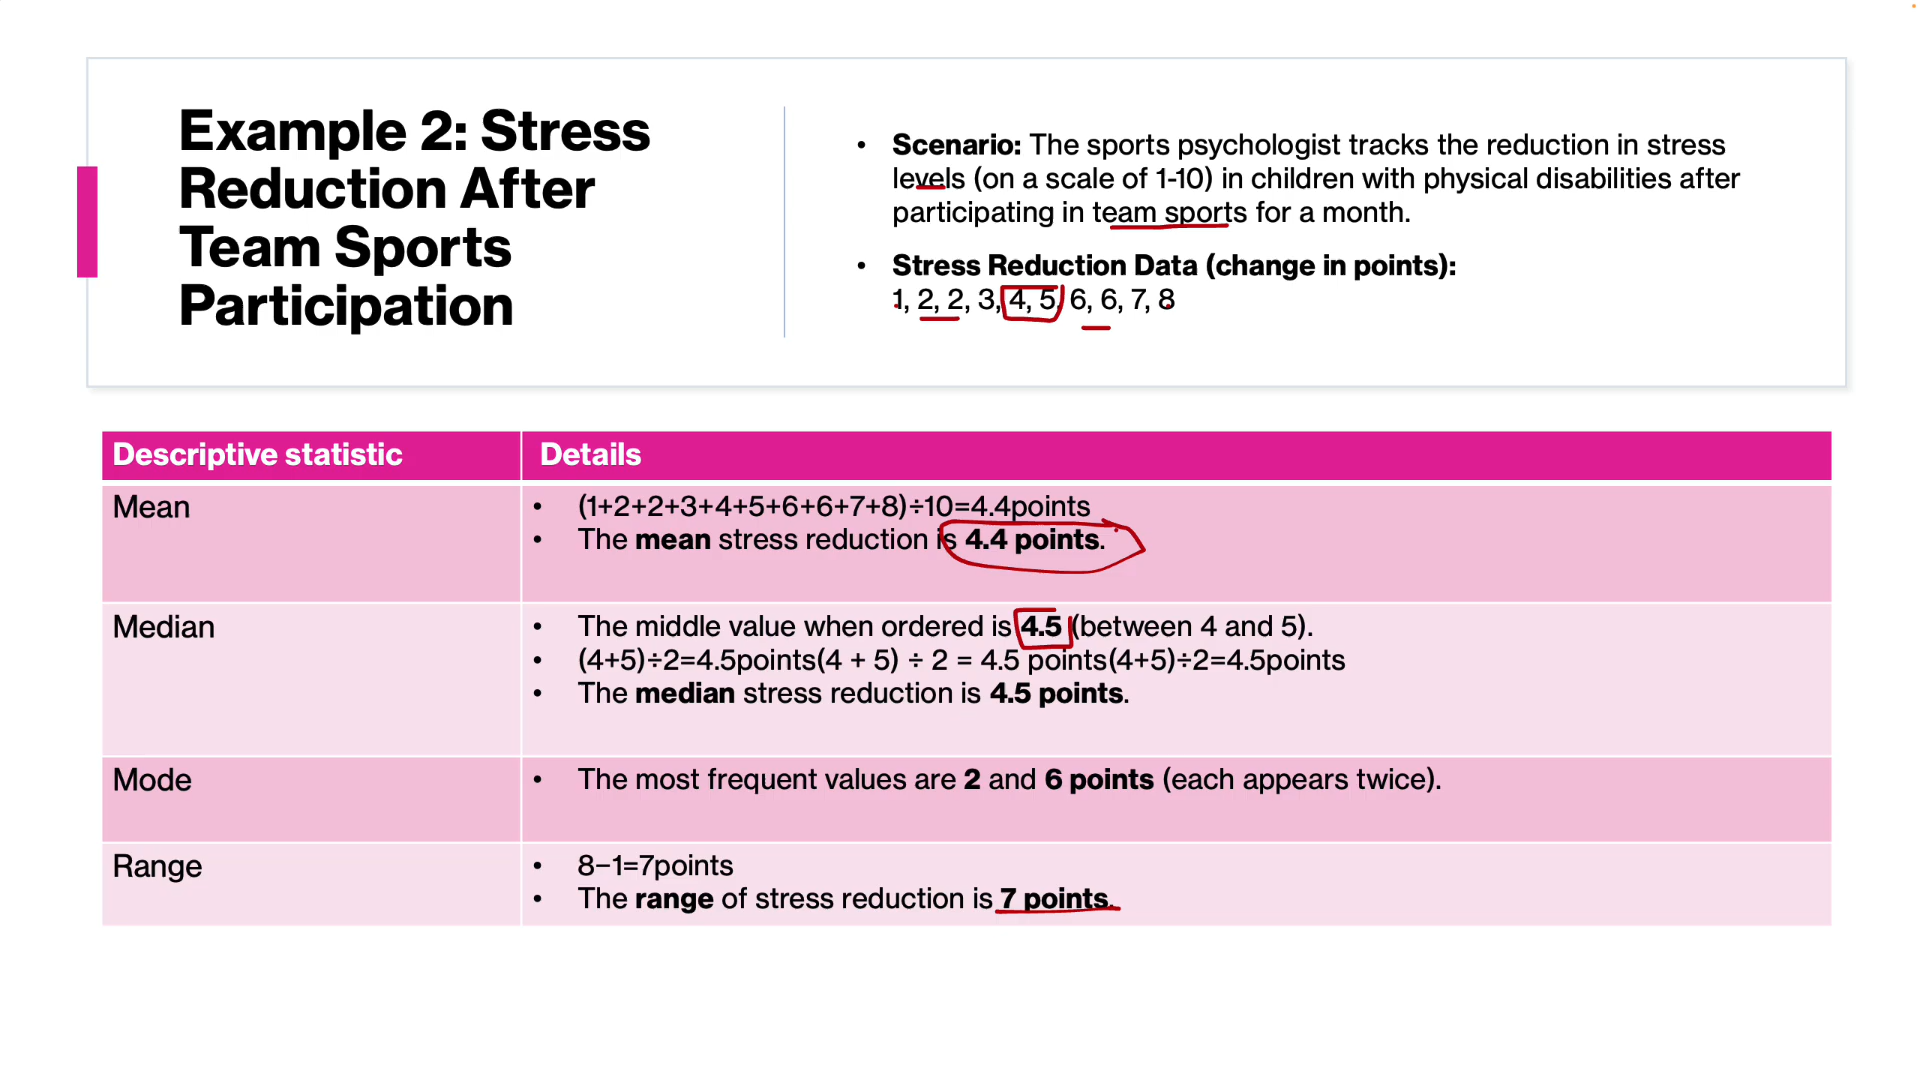 Example 2: Stress
Reduction After
Team Sports
Participation
• Scenario: The sports psychologist tracks the reduction in stress
levels (on a scale of 1-10) in children with physical disabilities after
participating in team sports for a month.
• Stress Reduction Data (change in points):
1, 2, 2, 3, 4, 5, 6, 6, 7, 8
Descriptive statistic Details
Mean
• (1+2+2+3+4+5+6+6+7+8)÷10=4.4points
• The mean stress reduction is 4.4 points.
Median
• The middle value when ordered is 4.5 (between 4 and 5).
• (4+5)÷2=4.5points(4 + 5) ÷ 2 = 4.5 points(4+5)÷2=4.5points
• The median stress reduction is 4.5 points.
Mode
• The most frequent values are 2 and 6 points (each appears twice).
Range
• 8−1=7points
• The range of stress reduction is 7 points.